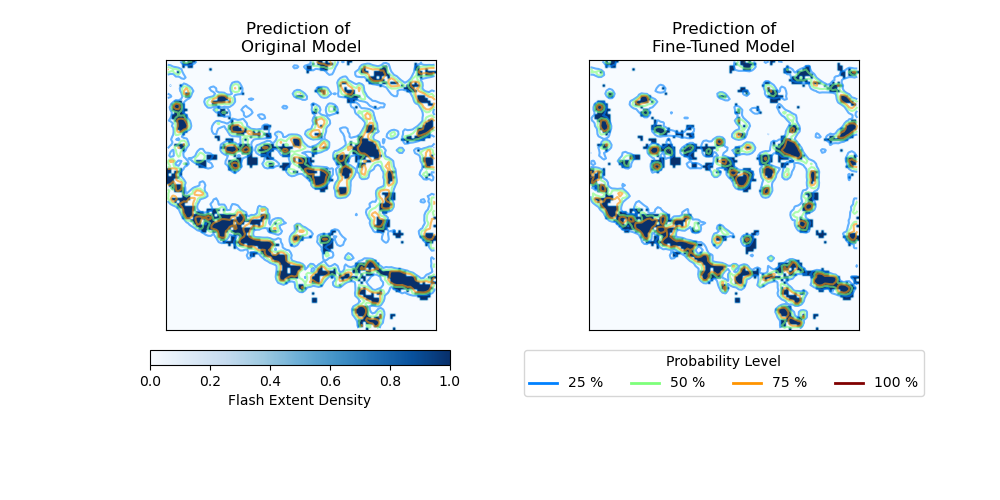 Prediction of
Original Model
Prediction of
Fine-Tuned Model
0.0 0.2 0.4 0.6 0.8 1.0
Flash Extent Density
Probability Level
25 % 50 % 75 % 100 %